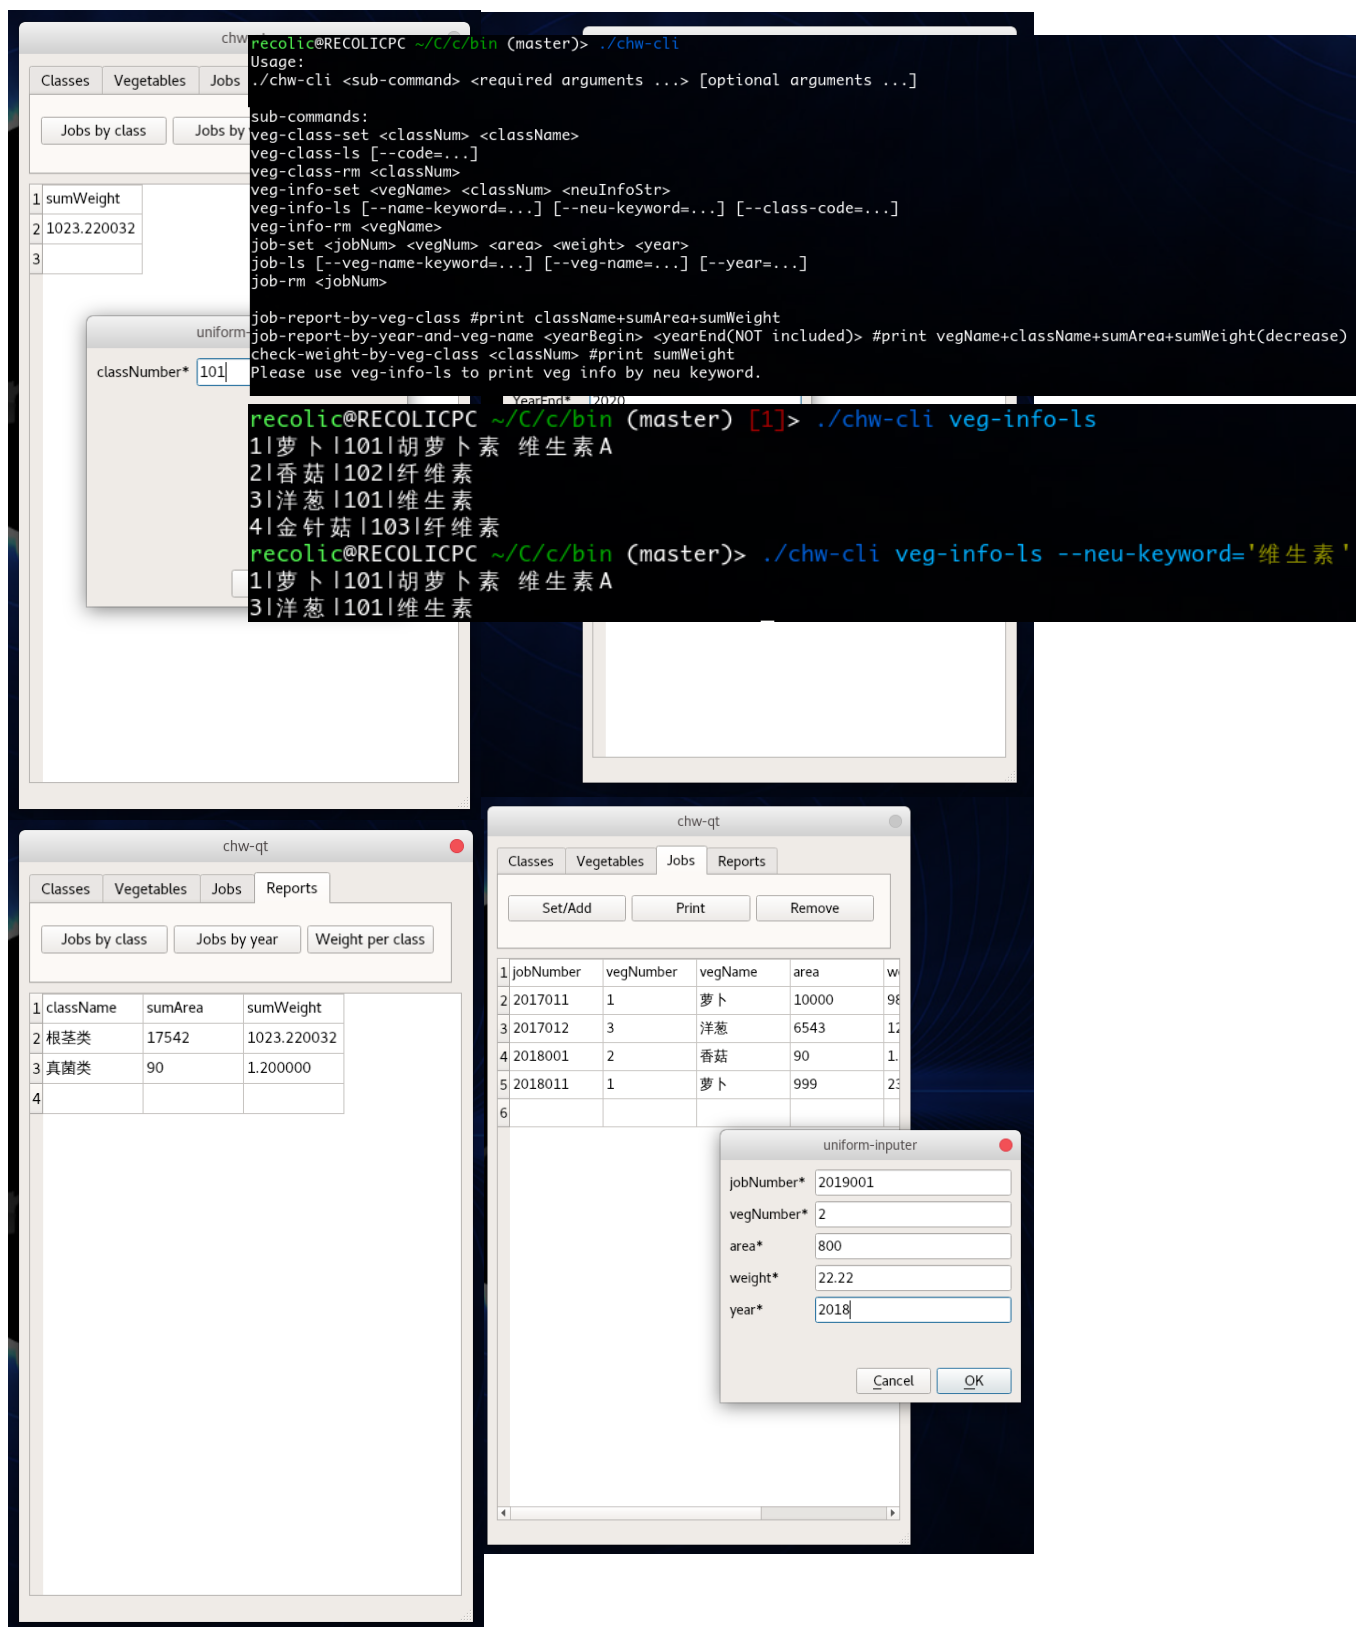 chw-
Classes Vegetables Jobs
Jobs by class Jobs by
1 sumWeight
2 1023.220032
3
uniform-
classNumber* 101
recolic@RECOLICPC ~/C/c/bin (master)> ./chw-cli
Usage:
./chw-cli <sub-command> <required arguments ...> [optional arguments ...]
sub-commands:
veg-class-set <classNum> <className>
veg-class-ls [--code=...]
veg-class-rm <classNum>
veg-info-set <vegName> <classNum> <neuInfoStr>
veg-info-ls [--name-keyword=...] [--neu-keyword=...] [--class-code=...]
veg-info-rm <vegName>
job-set <jobNum> <vegNum> <area> <weight> <year>
job-ls [--veg-name-keyword=...] [--veg-name=...] [--year=...]
job-rm <jobNum>
job-report-by-veg-class #print className+sumArea+sumWeight
job-report-by-year-and-veg-name <yearBegin> <yearEnd(NOT included)> #print vegName+className+sumArea+sumWeight(decrease)
check-weight-by-veg-class <classNum> #print sumWeight
Please use veg-info-ls to print veg info by neu keyword.
YearEnd* 2020
recolic@RECOLICPC ~/C/c/bin (master) [1]> ./chw-cli veg-info-ls
1|萝卜|101|胡萝卜素 维生素A
2|香菇|102|纤维素
3|洋葱|101|维生素
4|金针菇|103|纤维素
recolic@RECOLICPC ~/C/c/bin (master)> ./chw-cli veg-info-ls --neu-keyword='维生素'
1|萝卜|101|胡萝卜素 维生素A
3|洋葱|101|维生素
chw-qt
Classes Vegetables Jobs Reports
Jobs by class Jobs by year Weight per class
1 className sumArea sumWeight
2 根茎类 17542 1023.220032
3 真菌类 90 1.200000
4
chw-qt
Classes Vegetables Jobs Reports
Set/Add Print Remove
1 jobNumber vegNumber vegName area w
2 2017011 1 萝卜 10000 98
3 2017012 3 洋葱 6543 12
4 2018001 2 香菇 90 1.
5 2018011 1 萝卜 999 23
6
uniform-inputer
jobNumber* 2019001
vegNumber* 2
area* 800
weight* 22.22
year* 2018
Cancel OK